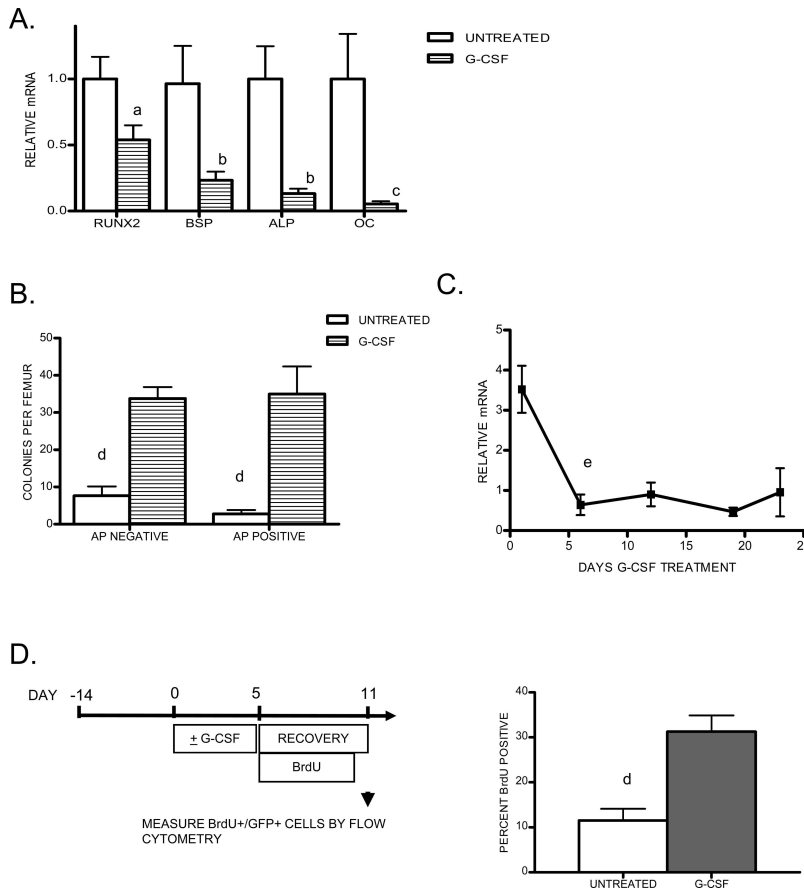 A.
UNTREATED
G-CSF
RELATIVE mRNA
1.0
0.5
0.0
a
b
b
c
RUNX2 BSP ALP OC
B.
UNTREATED
G-CSF
COLONIES PER FEMUR
50
40
30
20
10
0
d
d
AP NEGATIVE AP POSITIVE
C.
RELATIVE mRNA
5
4
3
2
1
0
e
0 5 10 15 20 2
DAYS G-CSF TREATMENT
D.
DAY -14 0 5 11
+ G-CSF RECOVERY
BrdU
MEASURE BrdU+/GFP+ CELLS BY FLOW
CYTOMETRY
PERCENT BrdU POSITIVE
40
30
20
10
0
d
UNTREATED G-CSF